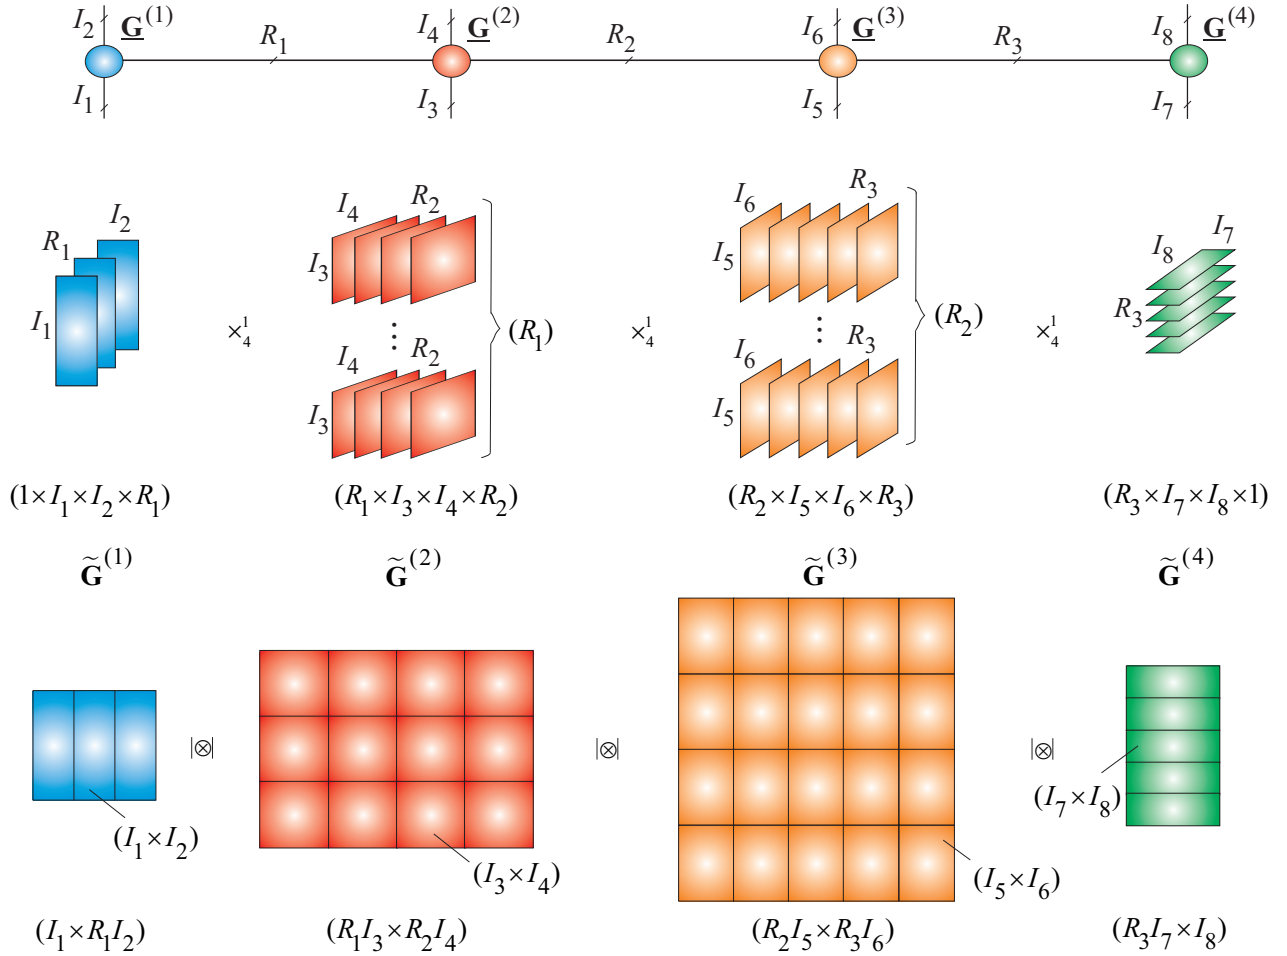 I₂ G⁽¹⁾ R₁ I₄ G⁽²⁾ R₂ I₆ G⁽³⁾ R₃ I₈ G⁽⁴⁾
I₁ I₃ I₅ I₇
I₂ I₄ R₂ I₆ R₃ I₇
R₁ I₈
I₁ I₃ I₅ R₃
×¹₄ ⋮ (R₁) ×¹₄ ⋮ (R₂) ×¹₄
I₄ R₂ I₆ R₃
I₃ I₅
(1×I₁×I₂×R₁) (R₁×I₃×I₄×R₂) (R₂×I₅×I₆×R₃) (R₃×I₇×I₈×1)
G̃⁽¹⁾ G̃⁽²⁾ G̃⁽³⁾ G̃⁽⁴⁾
|⊗| |⊗| |⊗|
(I₇×I₈)
(I₁×I₂)
(I₃×I₄) (I₅×I₆)
(I₁×R₁I₂) (R₁I₃×R₂I₄) (R₂I₅×R₃I₆) (R₃I₇×I₈)